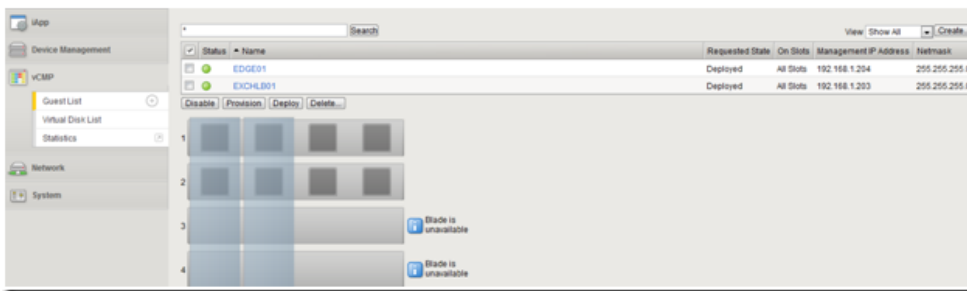 iApp
Device Management
vCMP
Guest List
Virtual Disk List
Statistics
Network
System
* Search View Show All Create.
Status Name Requested State On Slots Management IP Address Netmask
EDGE01 Deployed All Slots 192.168.1.204 255.255.255.
EXCHLB01 Deployed All Slots 192.168.1.203 255.255.255.
Disable Provision Deploy Delete...
1
2
3 Blade is
unavailable
4 Blade is
unavailable